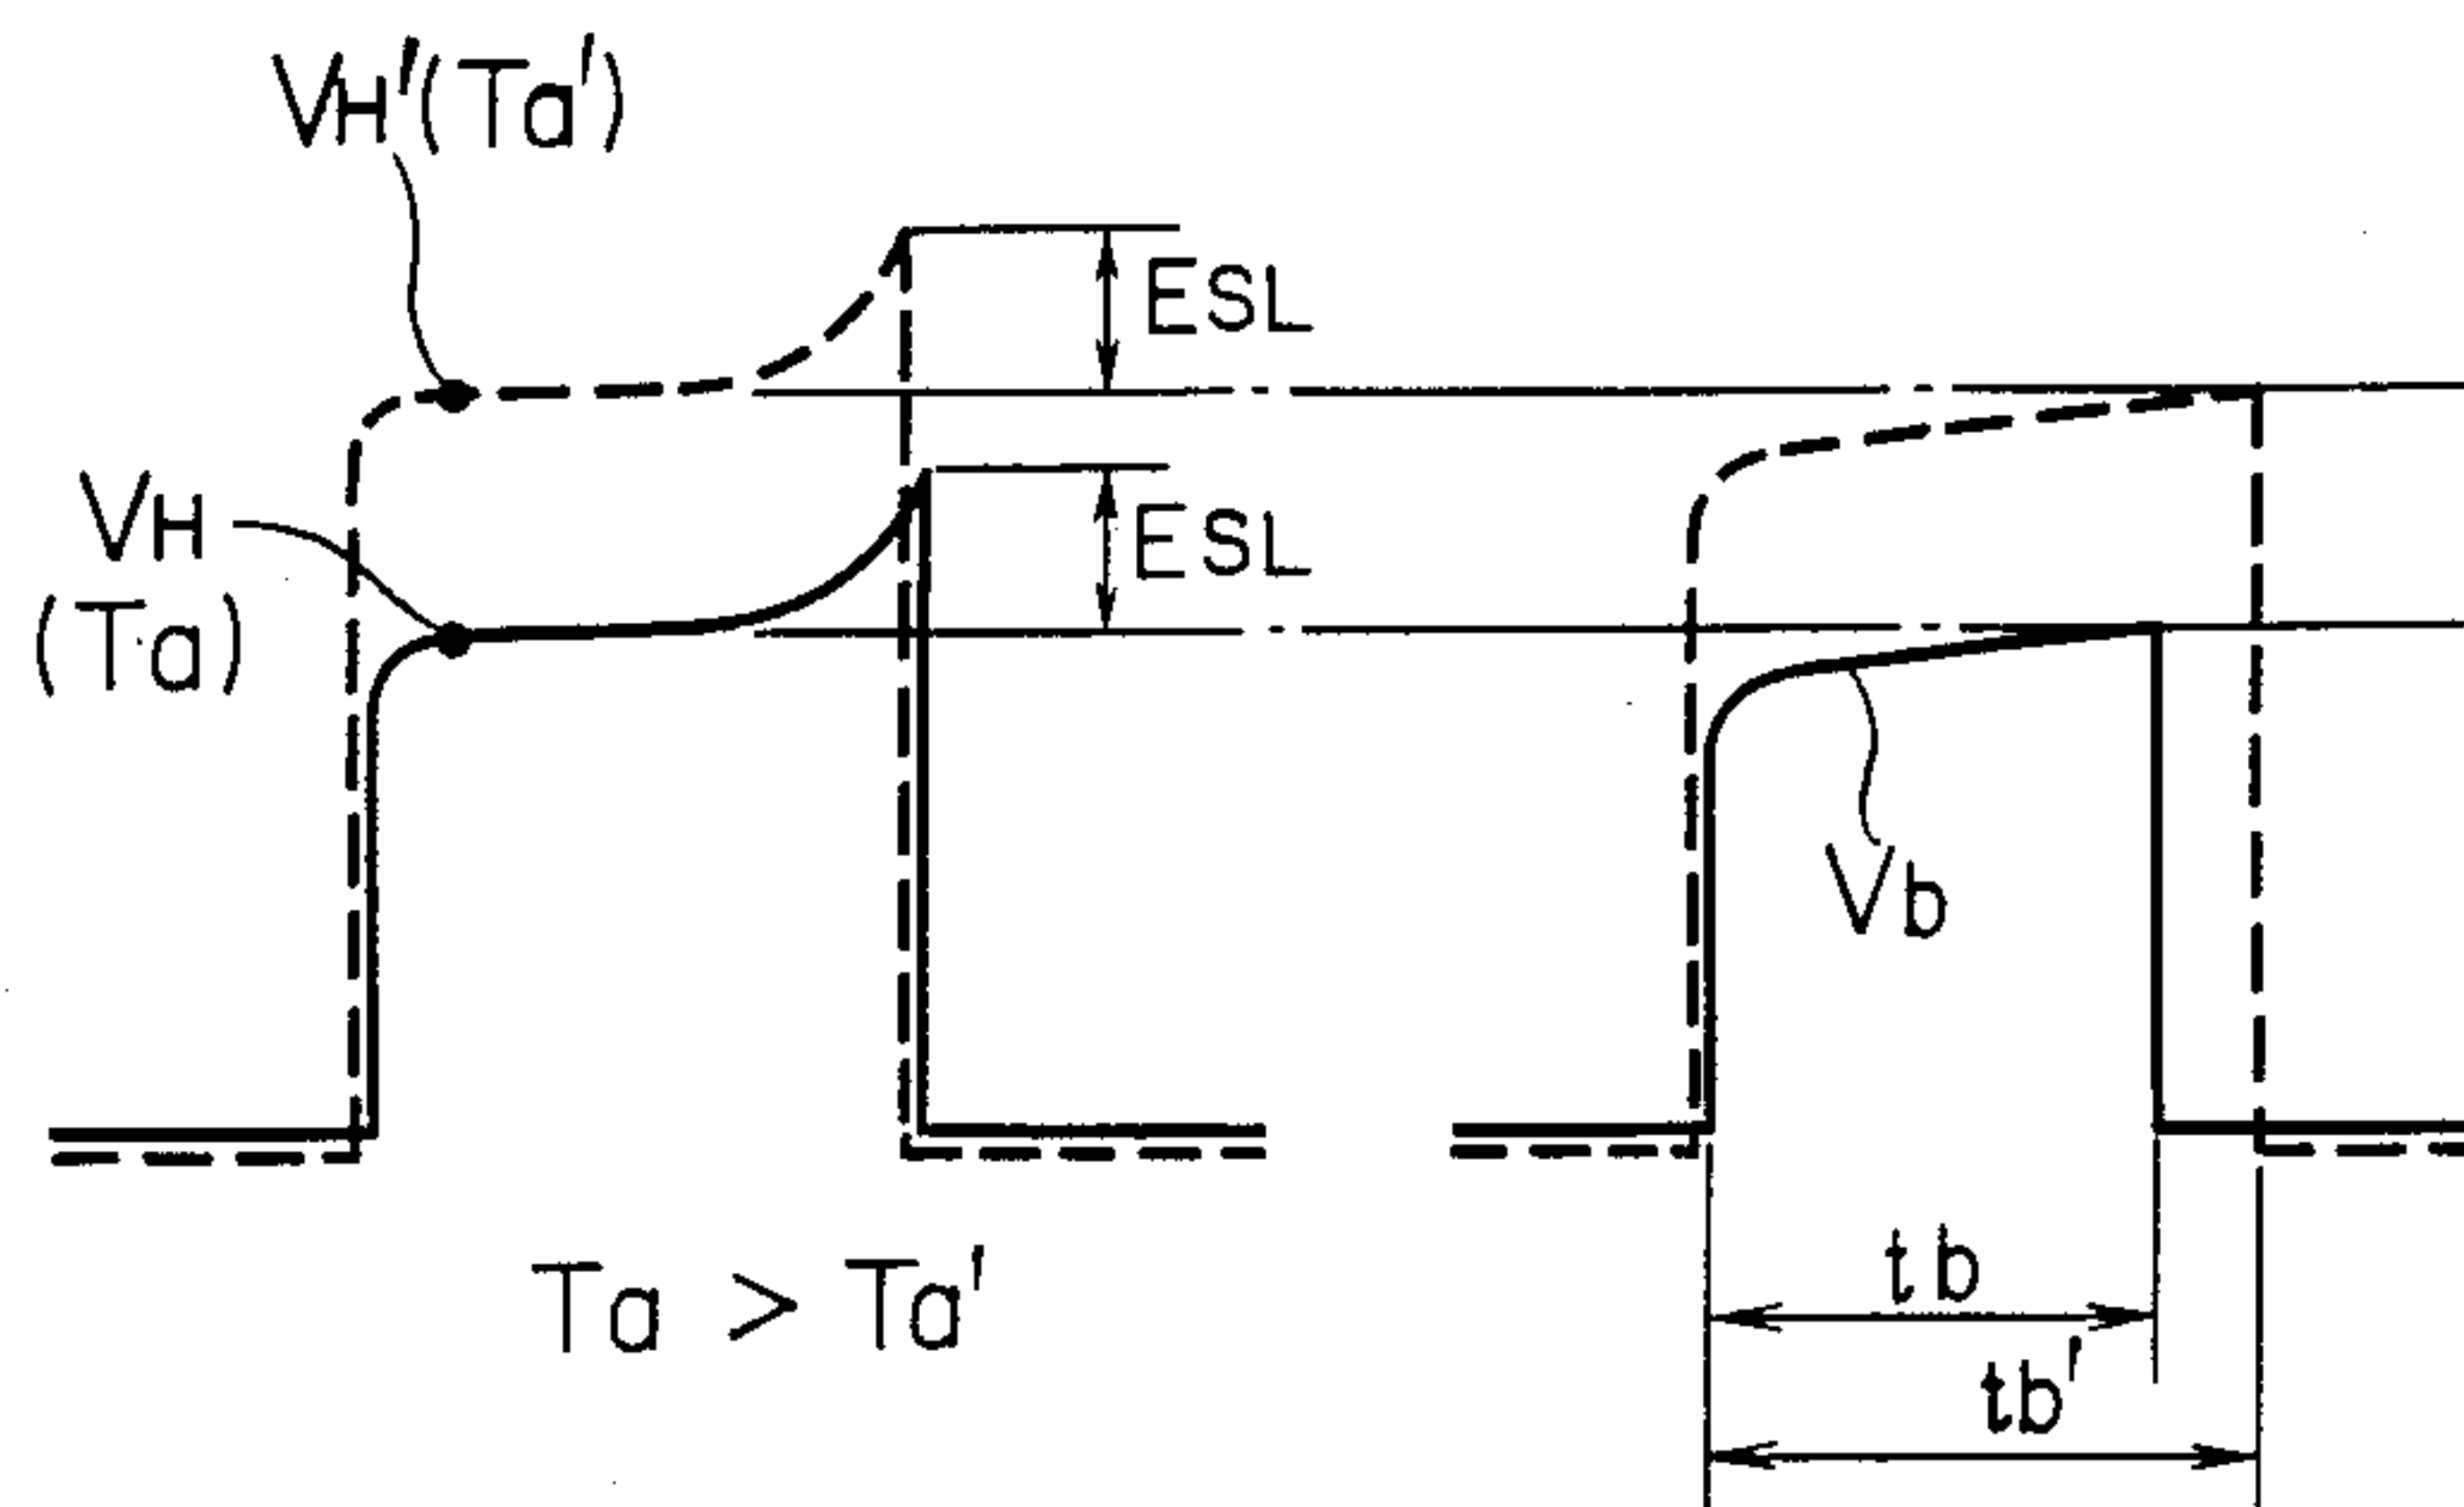 VH'(Ta')
ESL
VH
(Ta)
ESL
Vb
Ta > Ta'
tb
tb'